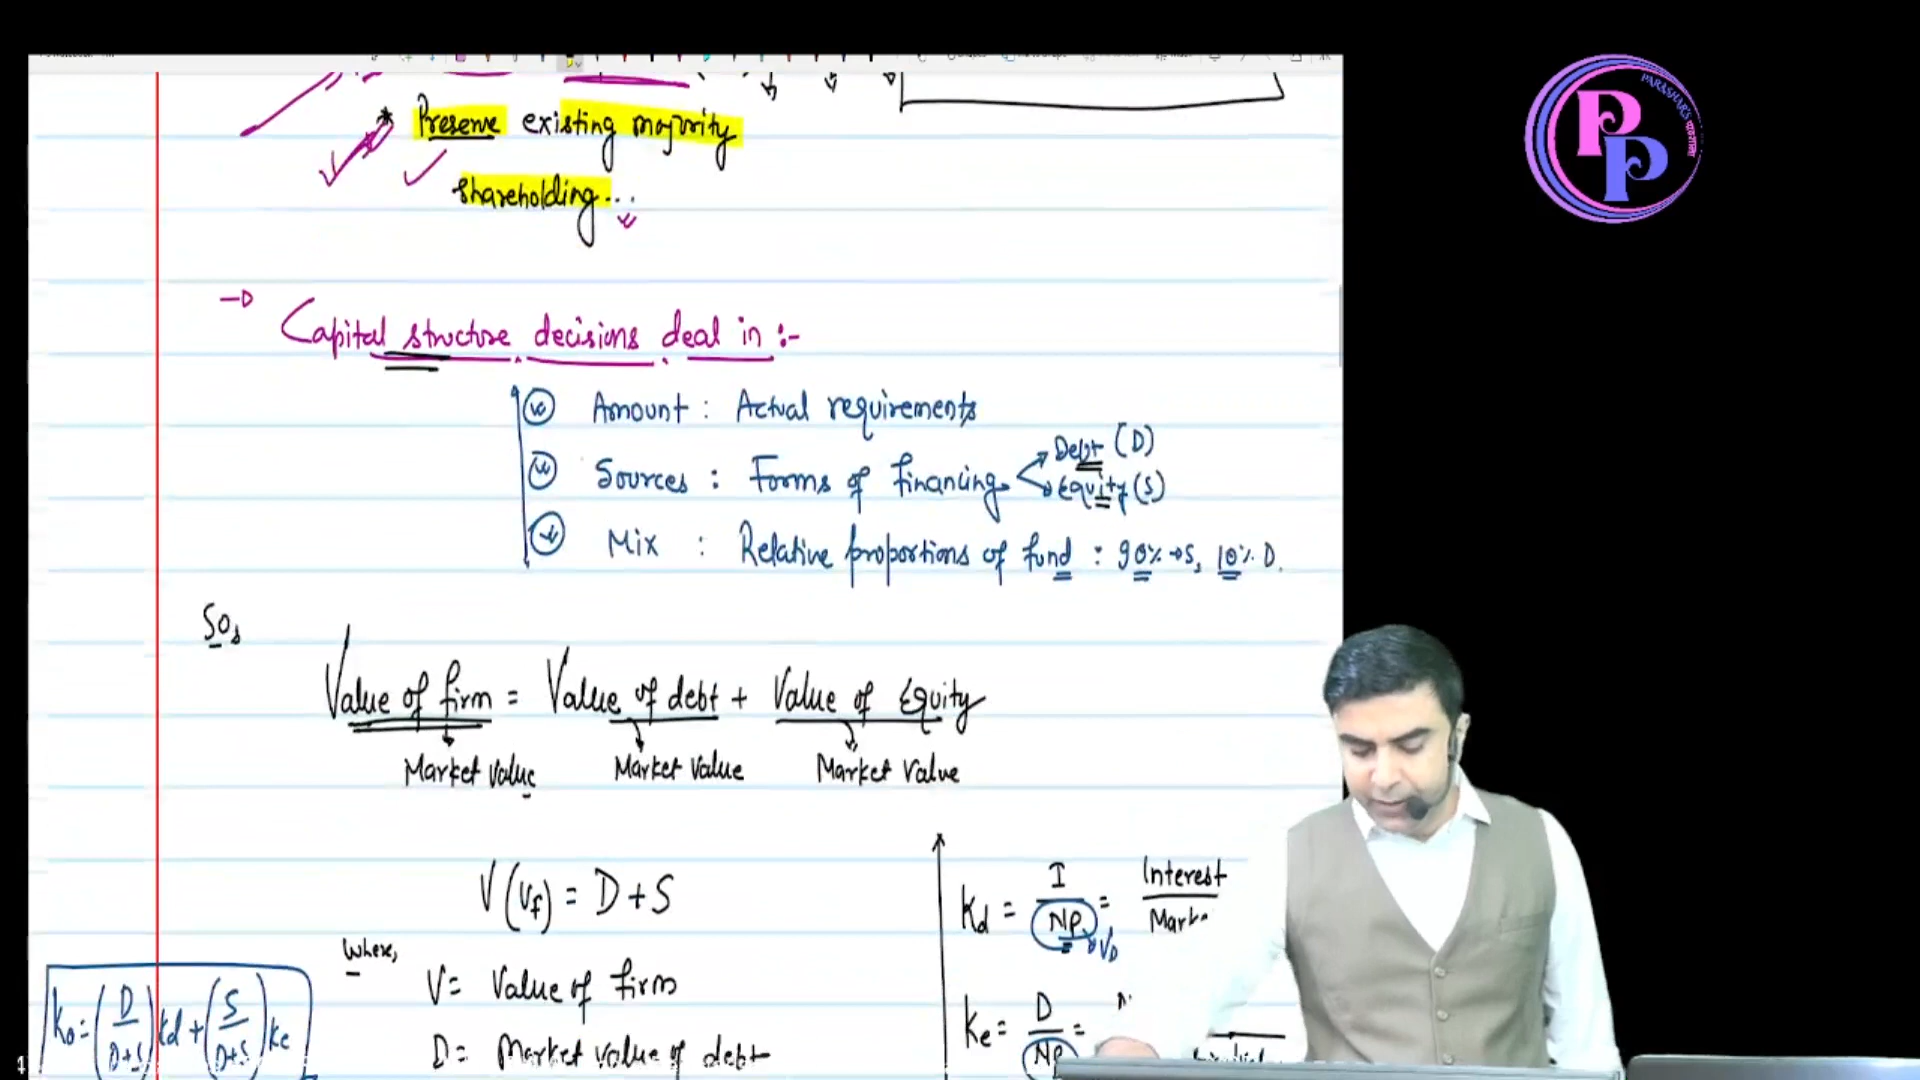 * Preserve existing majority
shareholding...
Capital structure decisions deal in :-
Amount : Actual requirements
Sources : Forms of financing Debt (D)
Equity (S)
Mix : Relative proportions of fund : 90% → S, 10% D.
So,
Value of firm = Value of debt + Value of Equity
Market value Market value Market value
V (Vf) = D + S
where,
V = Value of firm
D = Market value of debt
Ko = (D/D+S) Kd + (S/D+S) Ke
Kd = I/NP = Interest
VD
Ke = D/NP =
PARASHAR'S
PP